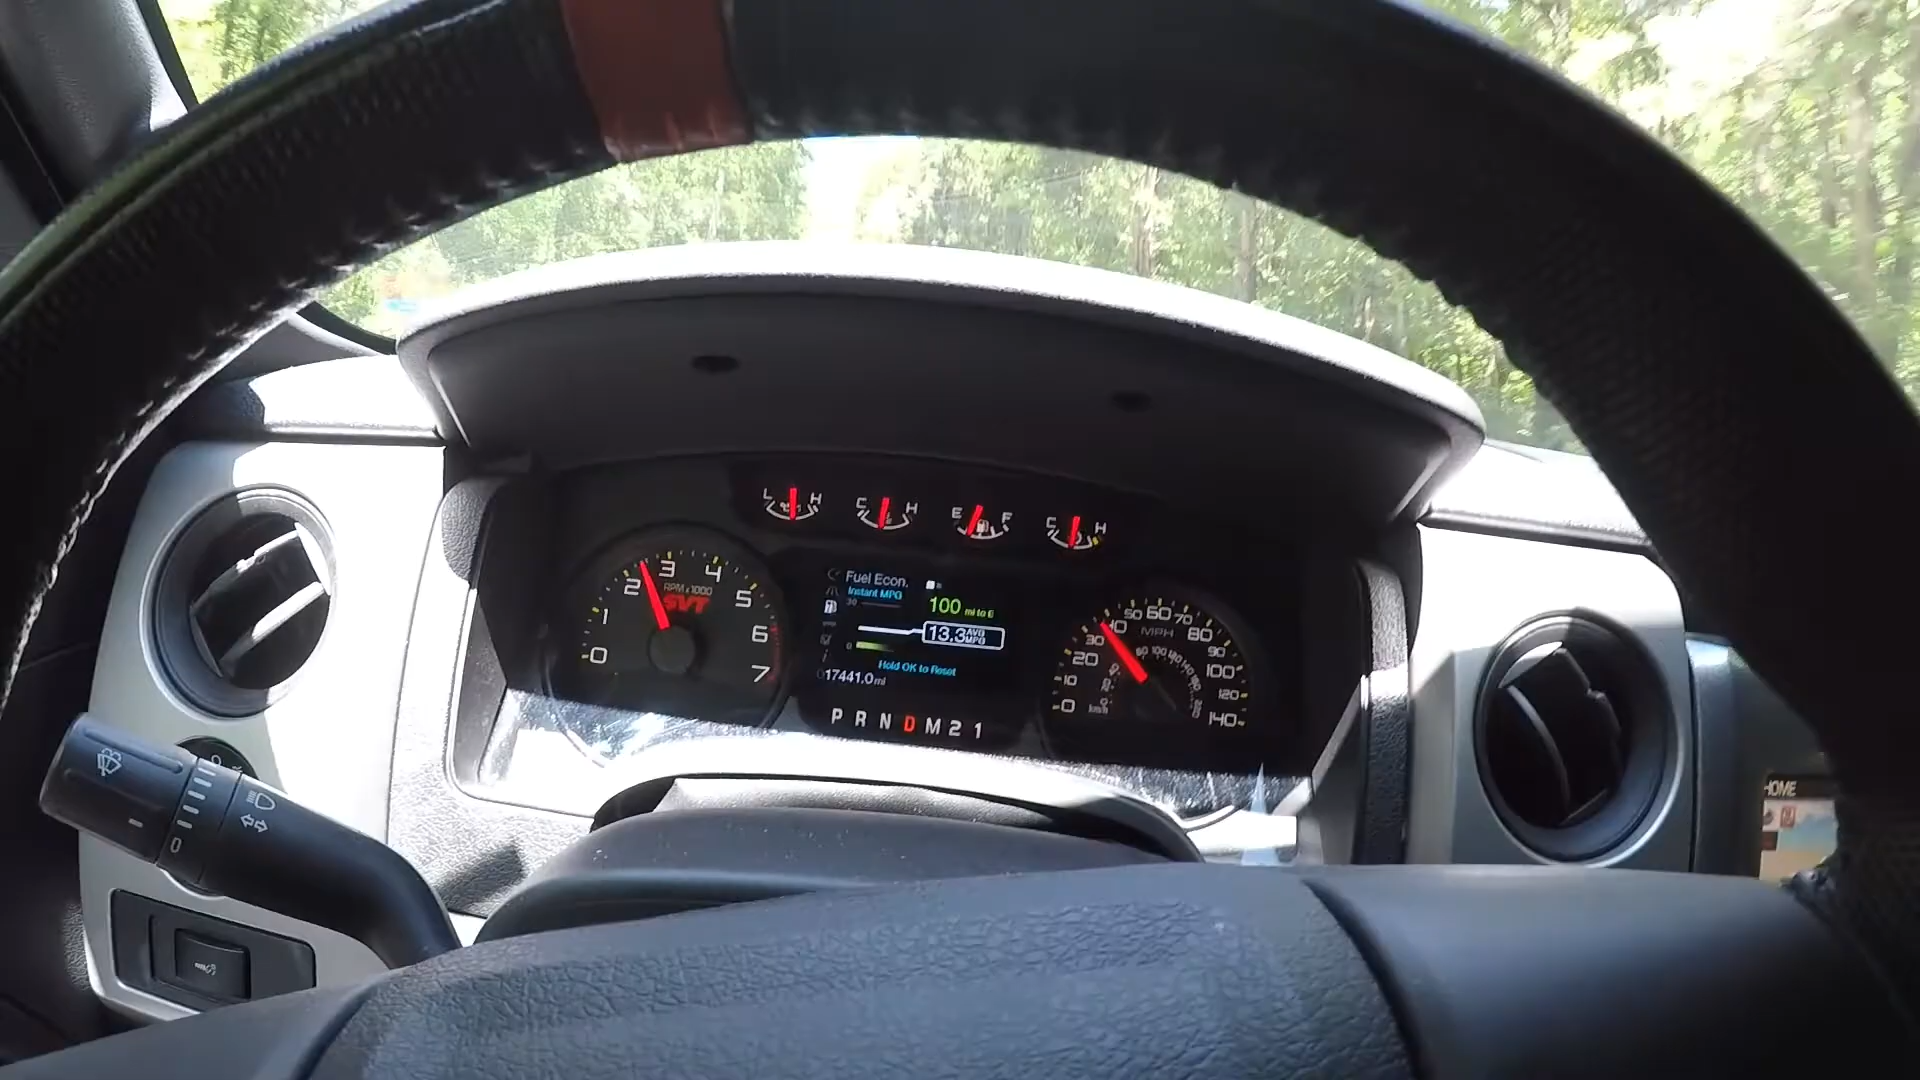 L H
C H
E F
C H
0 1 2 3 4 5 6 7
RPM x1000
SVT
Fuel Econ.
Instant MPG
30
100 mi to E
13.3 AVG MPG
0
Hold OK to Reset
017441.0 mi
P R N D M 2 1
0 10 20 30 40 50 60 70 80 90 100 120 140
MPH
km/h
0
HOME